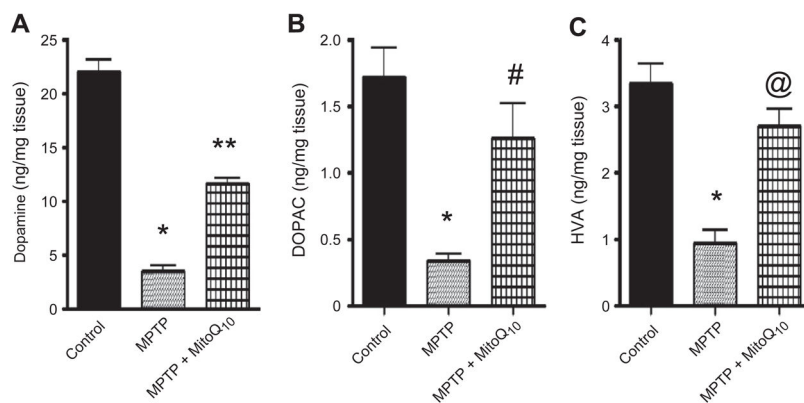 A
Dopamine (ng/mg tissue)
25
20
15
10
5
0
*
**
Control
MPTP
MPTP + MitoQ10
B
DOPAC (ng/mg tissue)
2.0
1.5
1.0
0.5
0
*
#
Control
MPTP
MPTP + MitoQ10
C
HVA (ng/mg tissue)
4
3
2
1
0
*
@
Control
MPTP
MPTP + MitoQ10